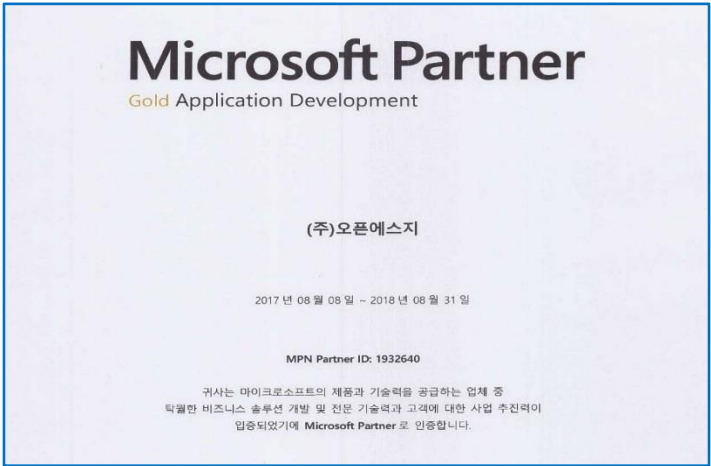 Microsoft Partner
Gold Application Development
(주)오픈에스지
2017 년 08 월 08 일 ~ 2018 년 08 월 31 일
MPN Partner ID: 1932640
귀사는 마이크로소프트의 제품과 기술력을 공급하는 업체 중
탁월한 비즈니스 솔루션 개발 및 전문 기술력과 고객에 대한 사업 추진력이
입증되었기에 Microsoft Partner 로 인증합니다.